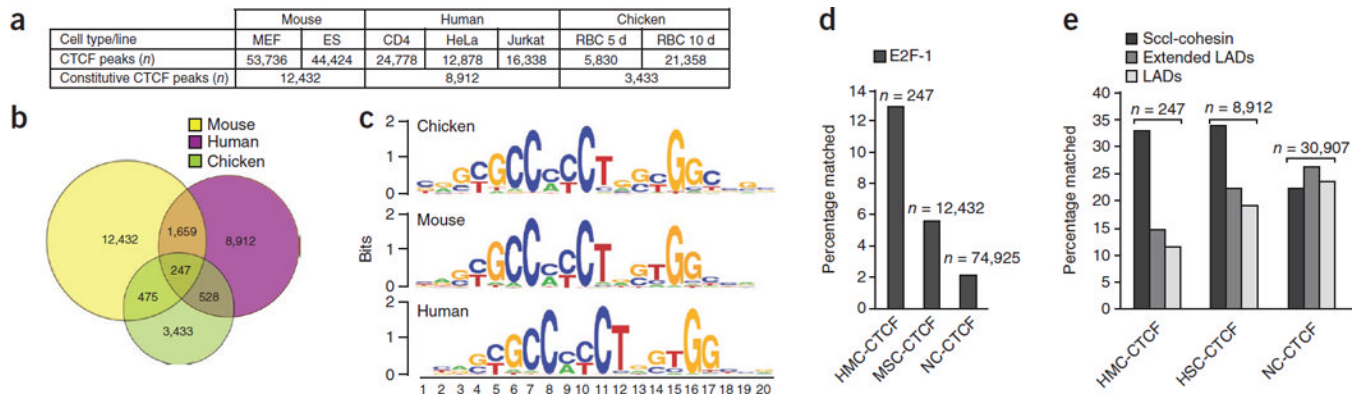 a
Mouse Human Chicken
Cell type/line MEF ES CD4 HeLa Jurkat RBC 5 d RBC 10 d
CTCF peaks (n) 53,736 44,424 24,778 12,878 16,338 5,830 21,358
Constitutive CTCF peaks (n) 12,432 8,912 3,433
b
Mouse
Human
Chicken
12,432
1,659
8,912
247
475
528
3,433
c
Bits
2
Chicken
1
0
2
Mouse
1
0
2
Human
1
0
1 2 3 4 5 6 7 8 9 10 11 12 13 14 15 16 17 18 19 20
d
E2F-1
Percentage matched
14
12
10
8
6
4
2
0
n = 247
n = 12,432
n = 74,925
HMC-CTCF
MSC-CTCF
NC-CTCF
e
SccI-cohesin
Extended LADs
LADs
Percentage matched
40
35
30
25
20
15
10
5
0
n = 247
n = 8,912
n = 30,907
HMC-CTCF
HSC-CTCF
NC-CTCF